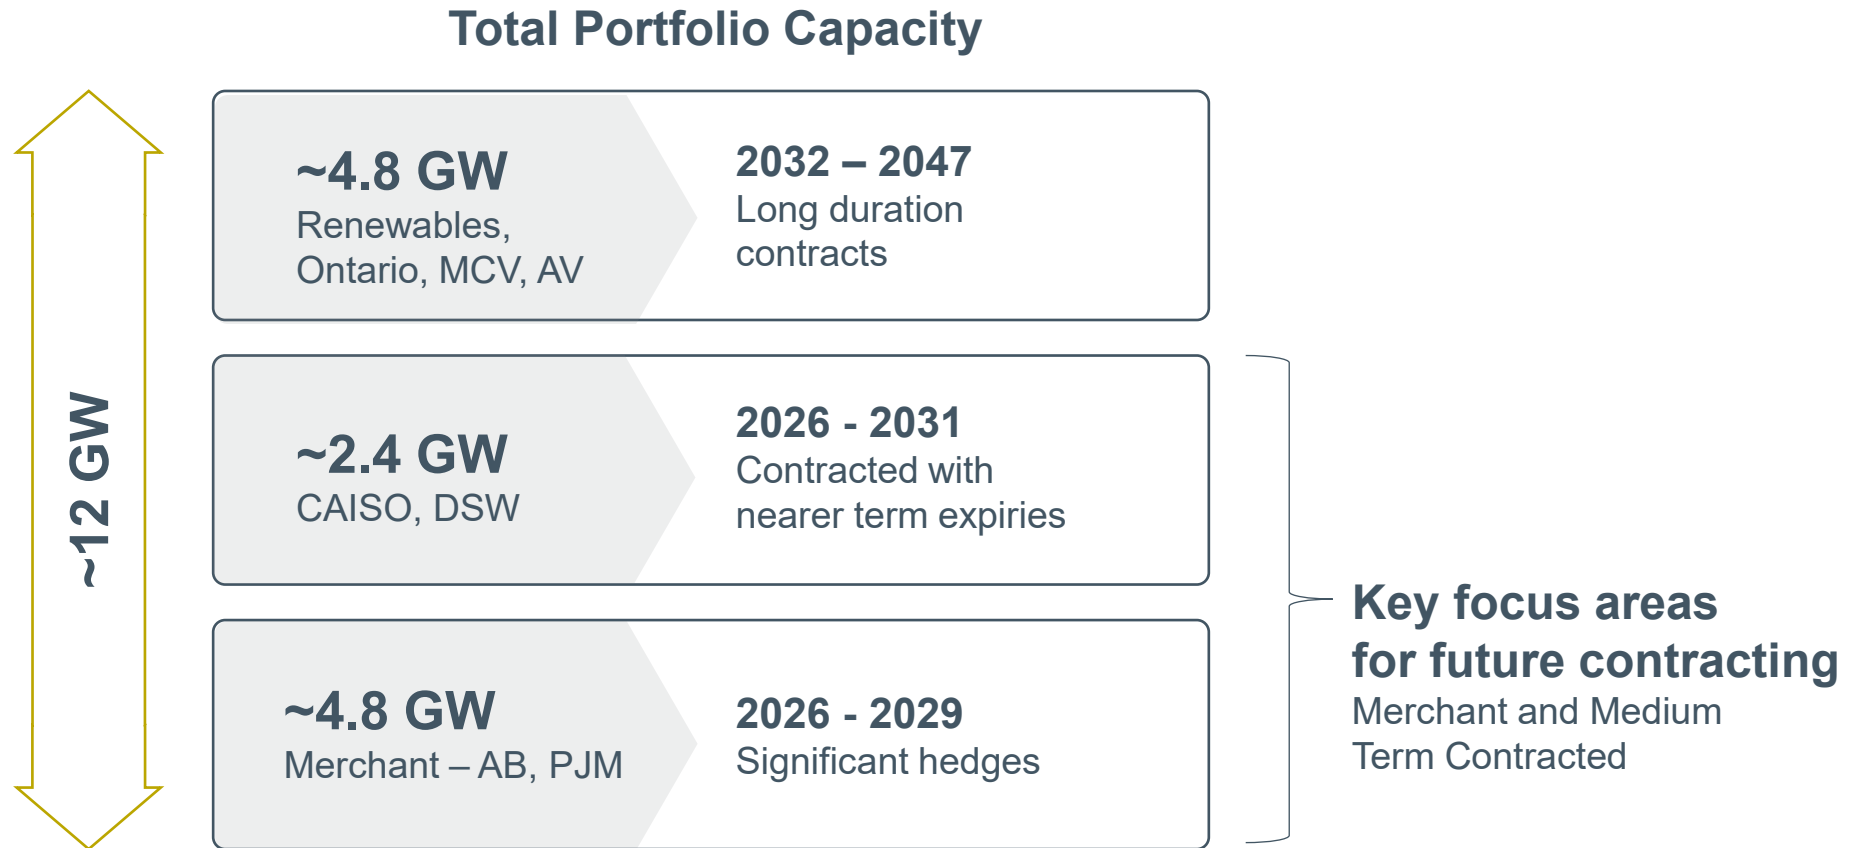 Total Portfolio Capacity
~12 GW
~4.8 GW
Renewables,
Ontario, MCV, AV
2032 – 2047
Long duration
contracts
~2.4 GW
CAISO, DSW
2026 - 2031
Contracted with
nearer term expiries
~4.8 GW
Merchant – AB, PJM
2026 - 2029
Significant hedges
Key focus areas
for future contracting
Merchant and Medium
Term Contracted